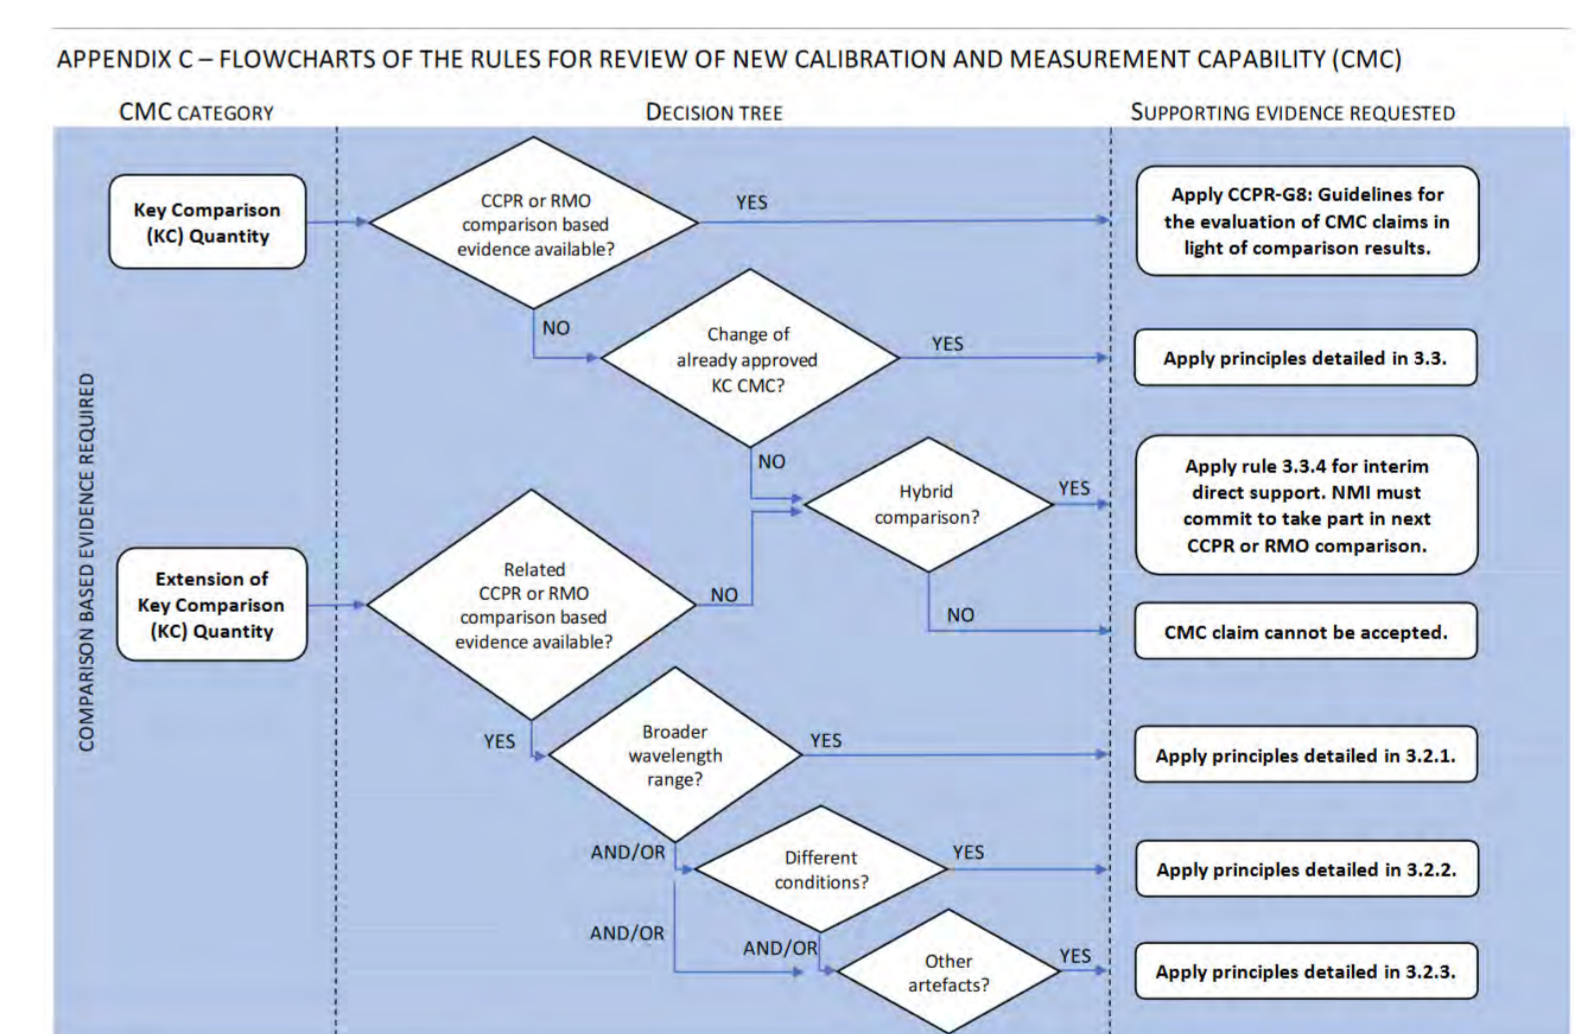 APPENDIX C – FLOWCHARTS OF THE RULES FOR REVIEW OF NEW CALIBRATION AND MEASUREMENT CAPABILITY (CMC)
CMC CATEGORY
DECISION TREE
SUPPORTING EVIDENCE REQUESTED
COMPARISON BASED EVIDENCE REQUIRED
Key Comparison
(KC) Quantity
CCPR or RMO
comparison based
evidence available?
YES
Apply CCPR-G8: Guidelines for
the evaluation of CMC claims in
light of comparison results.
NO
Change of
already approved
KC CMC?
YES
Apply principles detailed in 3.3.
NO
Hybrid
comparison?
YES
Apply rule 3.3.4 for interim
direct support. NMI must
commit to take part in next
CCPR or RMO comparison.
Extension of
Key Comparison
(KC) Quantity
Related
CCPR or RMO
comparison based
evidence available?
NO
NO
CMC claim cannot be accepted.
YES
Broader
wavelength
range?
YES
Apply principles detailed in 3.2.1.
AND/OR
Different
conditions?
YES
Apply principles detailed in 3.2.2.
AND/OR
AND/OR
Other
artefacts?
YES
Apply principles detailed in 3.2.3.